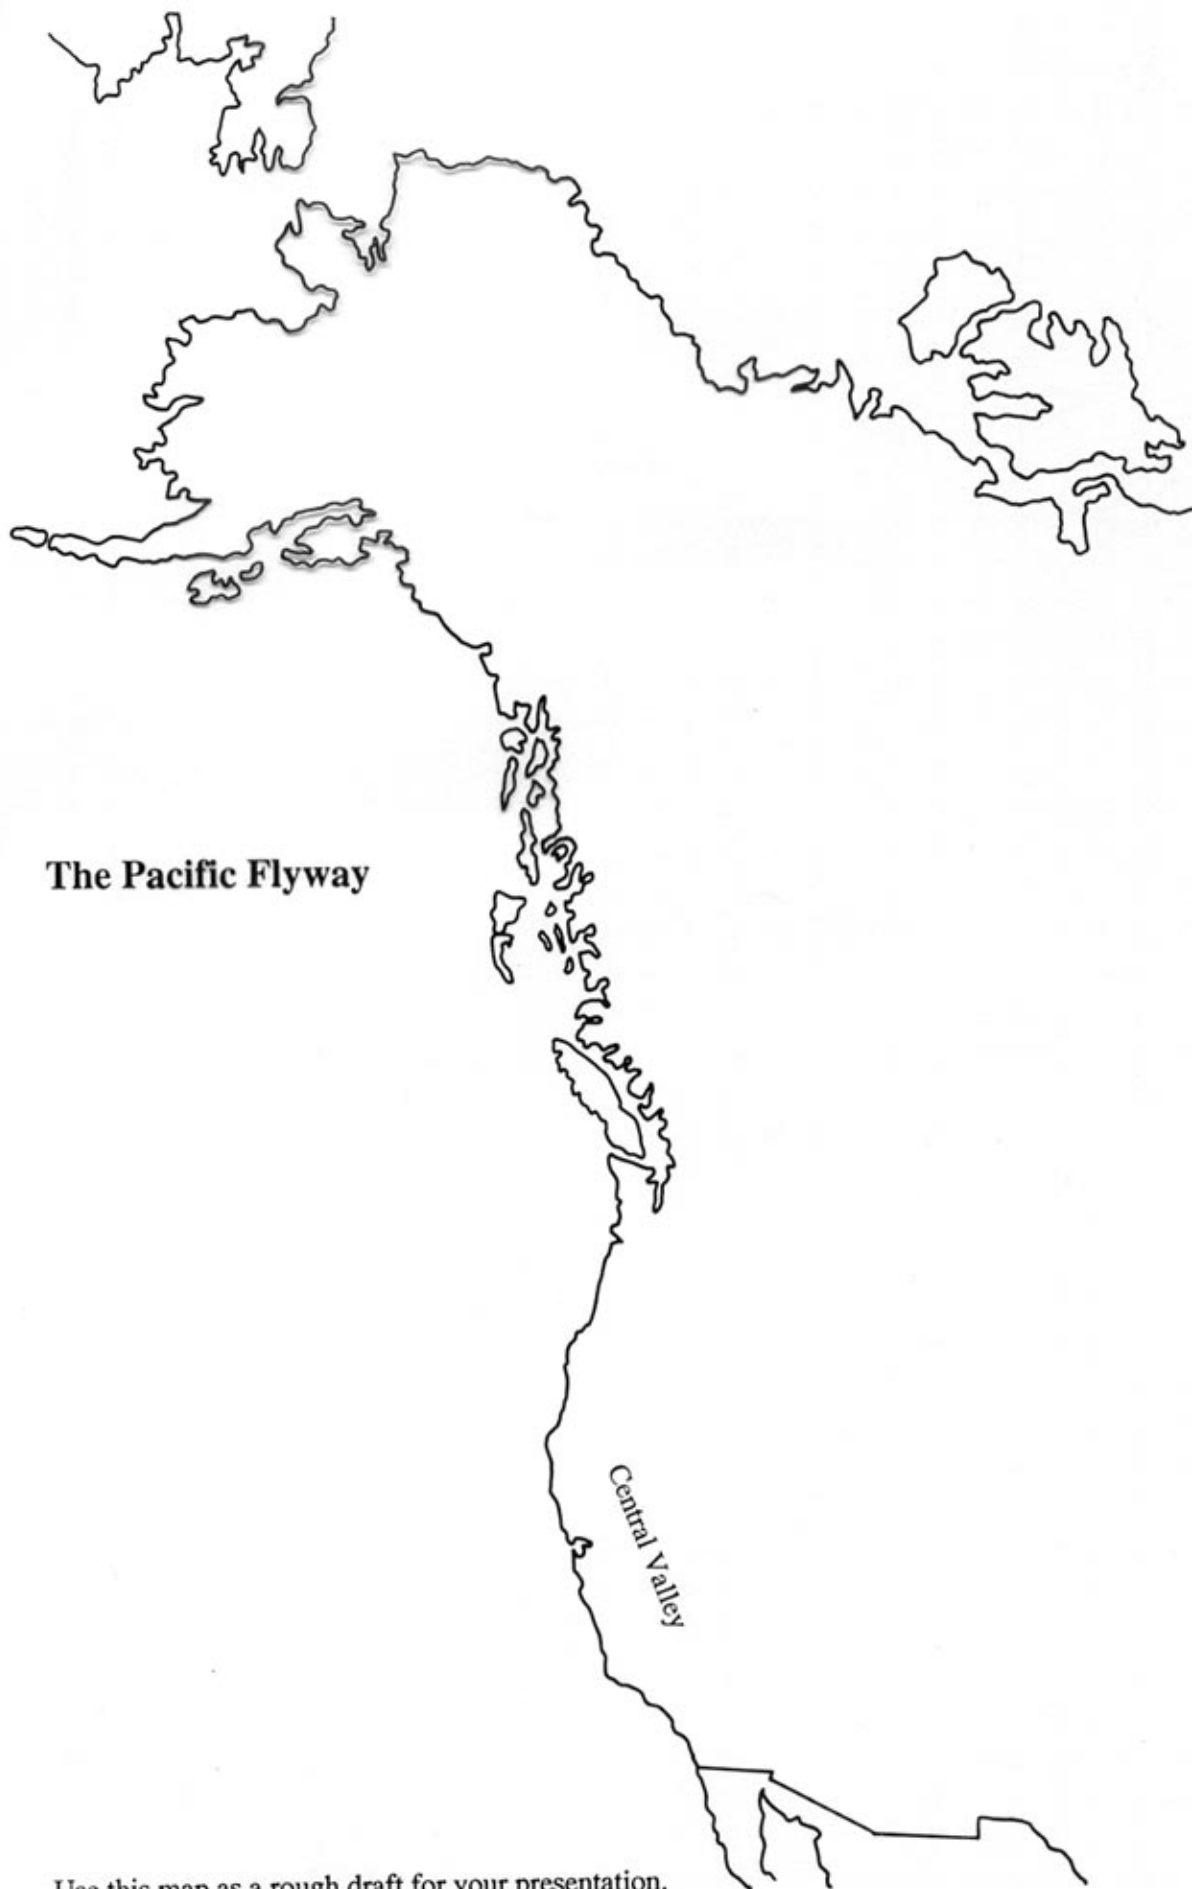 The Pacific Flyway
Central Valley
Use this map as a rough draft for your presentation.